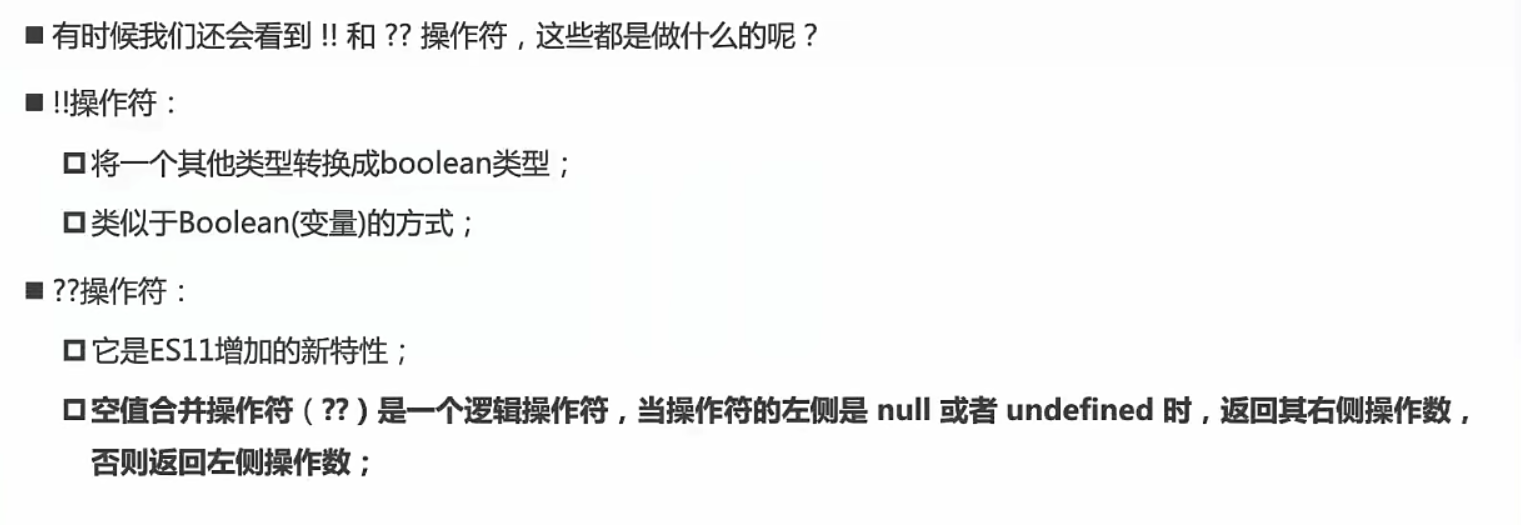 ■ 有时候我们还会看到 !! 和 ?? 操作符，这些都是做什么的呢？
■ !!操作符：
将一个其他类型转换成boolean类型；
类似于Boolean(变量)的方式；
■ ??操作符：
它是ES11增加的新特性；
空值合并操作符（??）是一个逻辑操作符，当操作符的左侧是 null 或者 undefined 时，返回其右侧操作数，
否则返回左侧操作数；